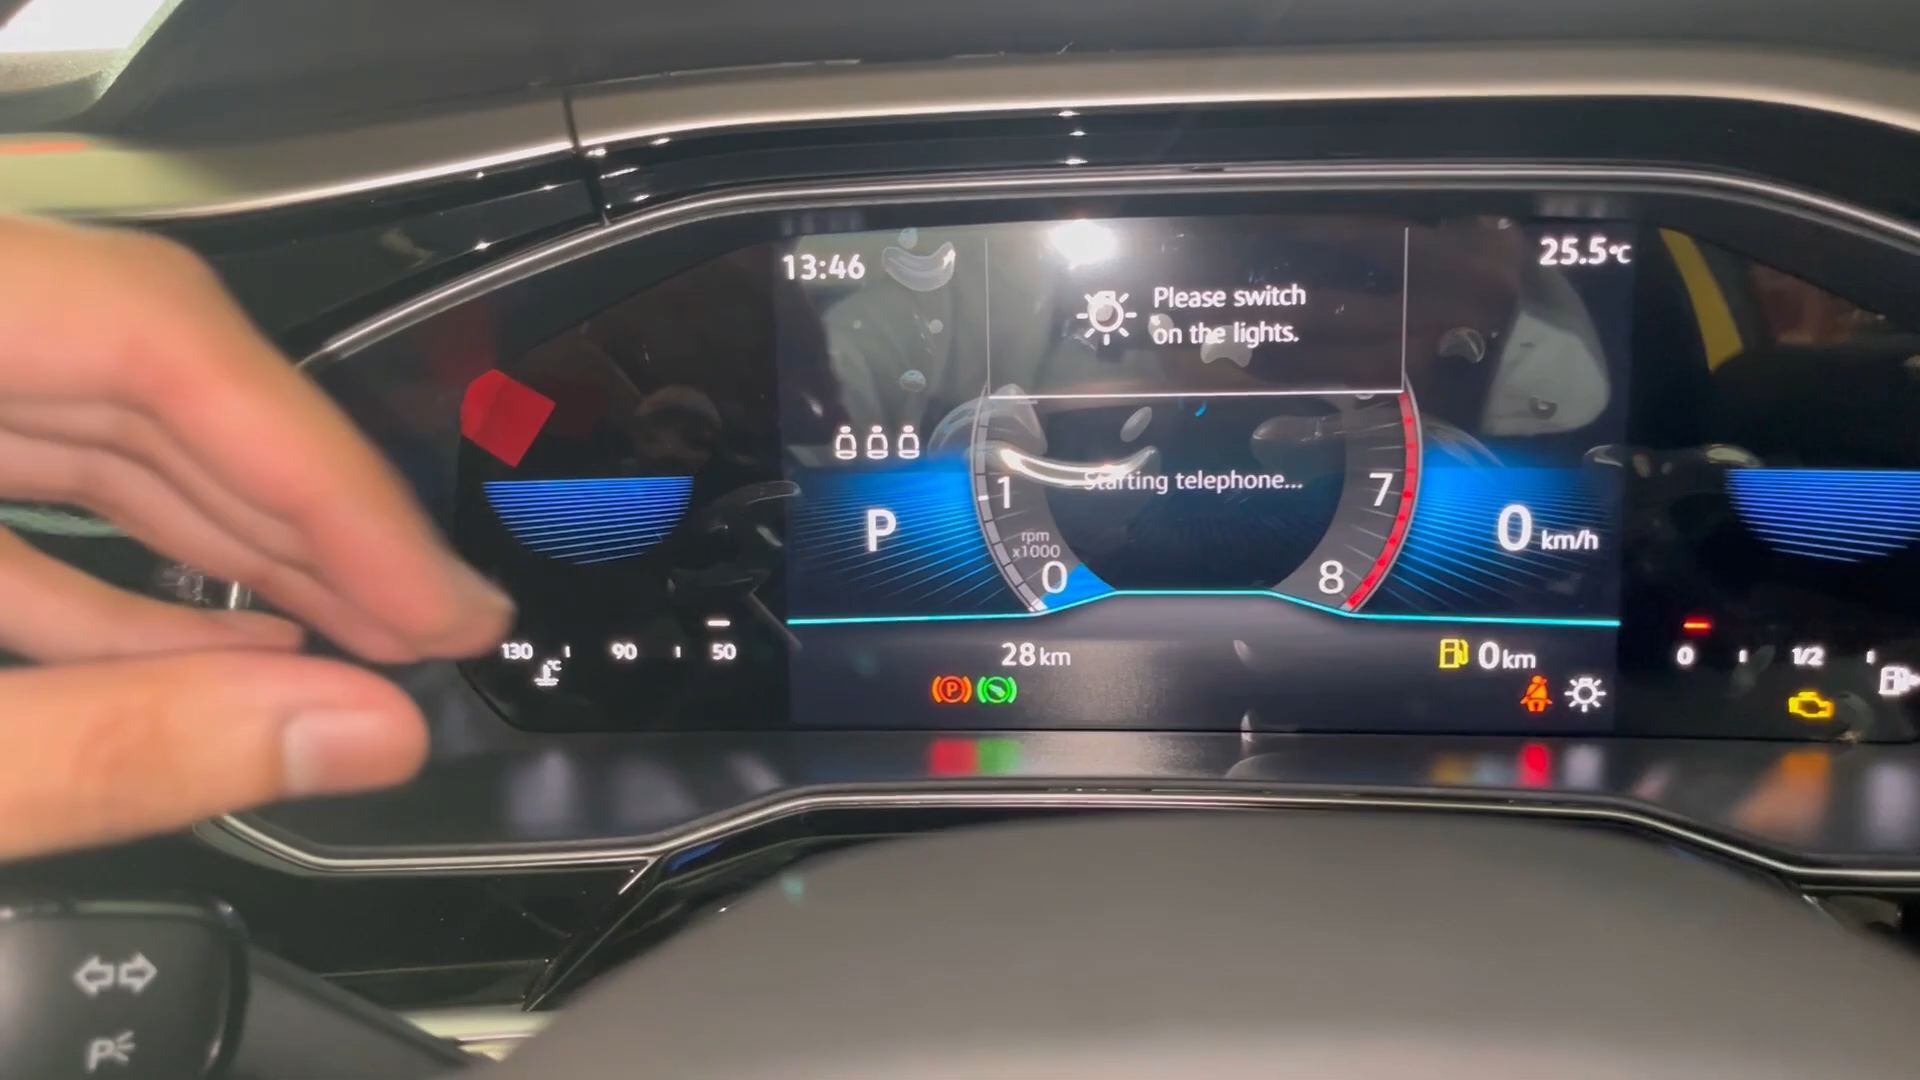 13:46
25.5°C
Please switch
on the lights.
Starting telephone...
1
7
P
rpm
x1000
0
8
0 km/h
130
90
50
°C
28 km
0 km
P
0
1/2
P